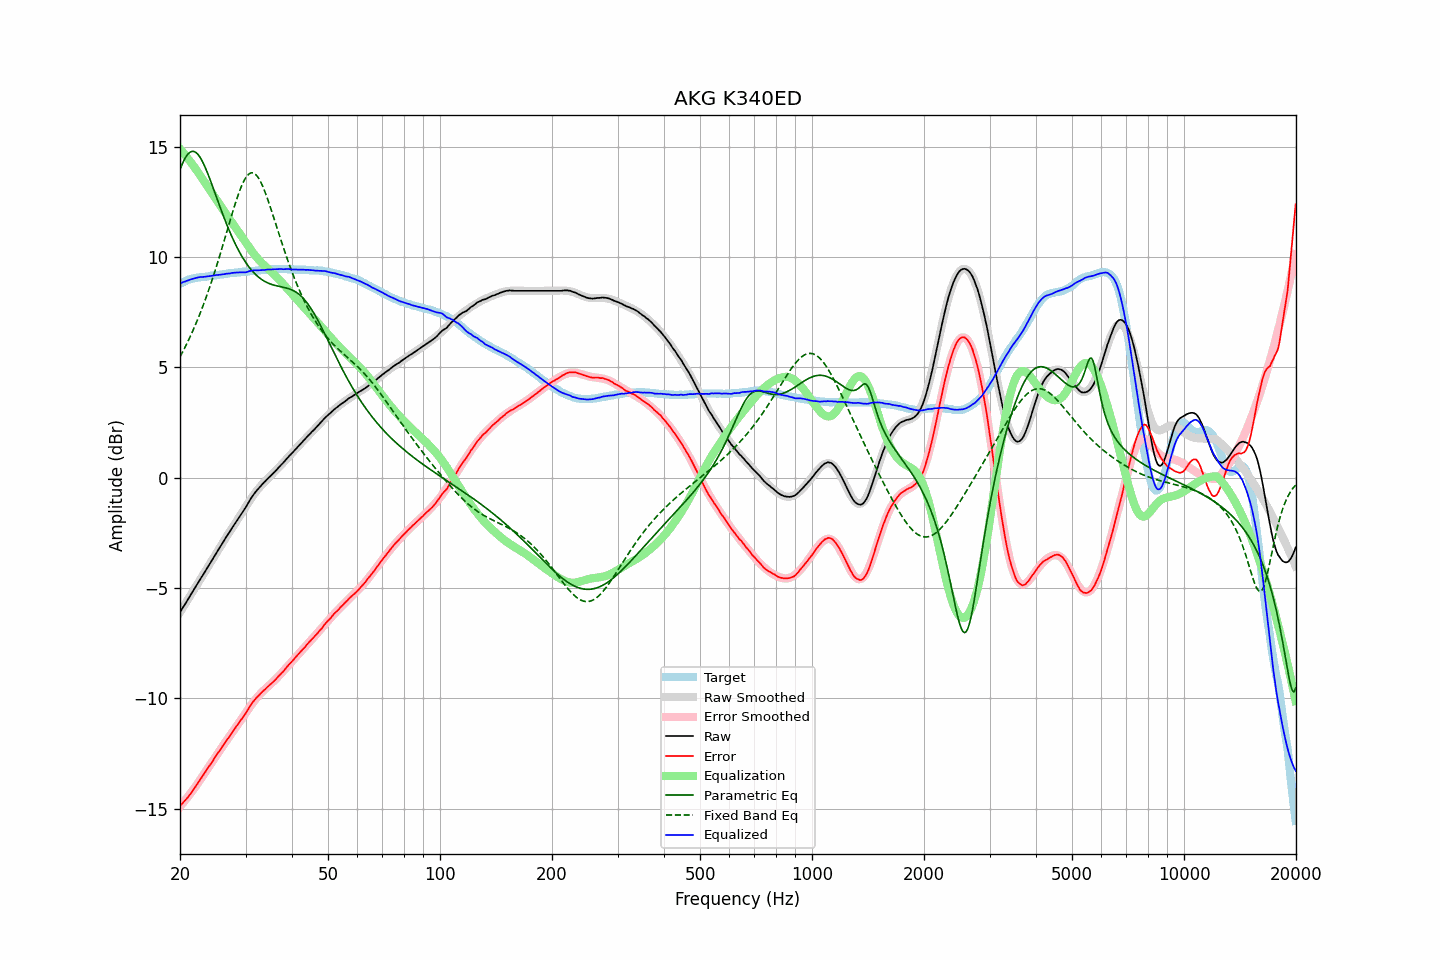 AKG K340ED
Amplitude (dBr)
15
10
5
0
−5
−10
−15
20
50
100
200
500
1000
2000
5000
10000
20000
Frequency (Hz)
Target
Raw Smoothed
Error Smoothed
Raw
Error
Equalization
Parametric Eq
Fixed Band Eq
Equalized